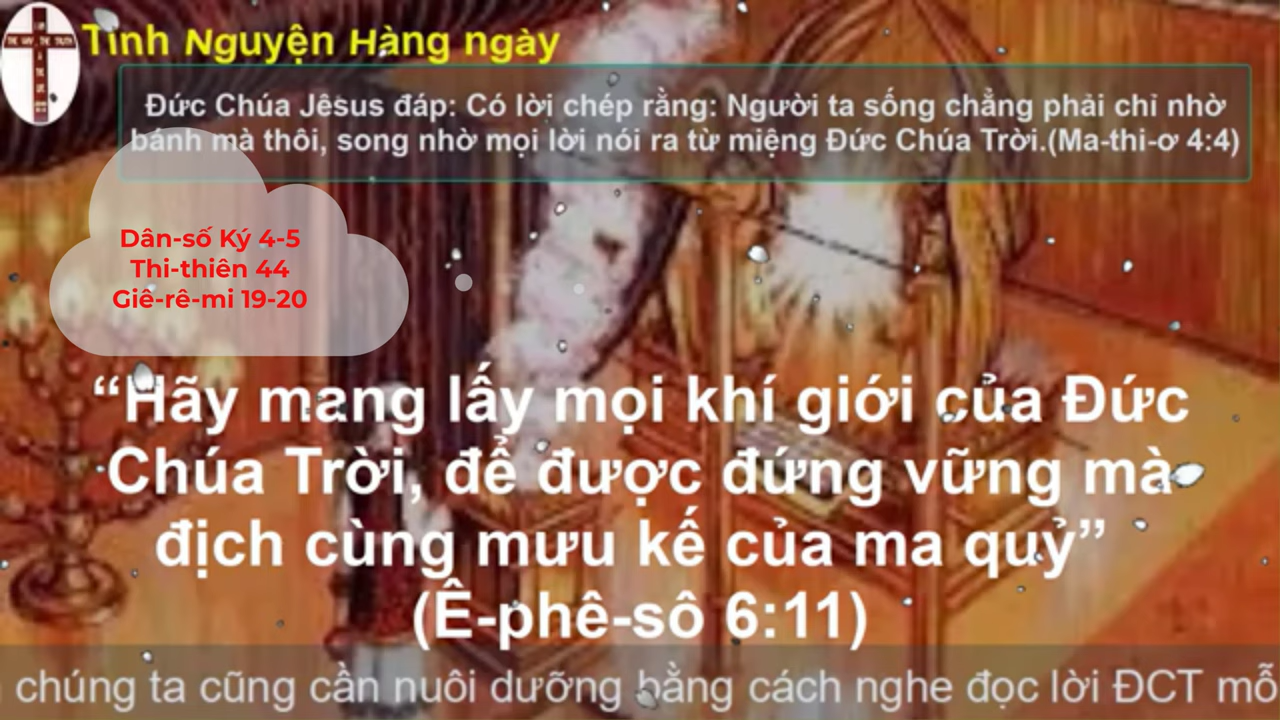 Tinh Nguyện Hàng ngày
Đức Chúa Jêsus đáp: Có lời chép rằng: Người ta sống chẳng phải chỉ nhờ
bánh mà thôi, song nhờ mọi lời nói ra từ miệng Đức Chúa Trời.(Ma-thi-ơ 4:4)
Dân-số Ký 4-5
Thi-thiên 44
Giê-rê-mi 19-20
“Hãy mang lấy mọi khí giới của Đức
Chúa Trời, để được đứng vững mà
địch cùng mưu kế của ma quỷ”
(Ê-phê-sô 6:11)
chúng ta cũng cần nuôi dưỡng bằng cách nghe đọc lời ĐCT mỗ